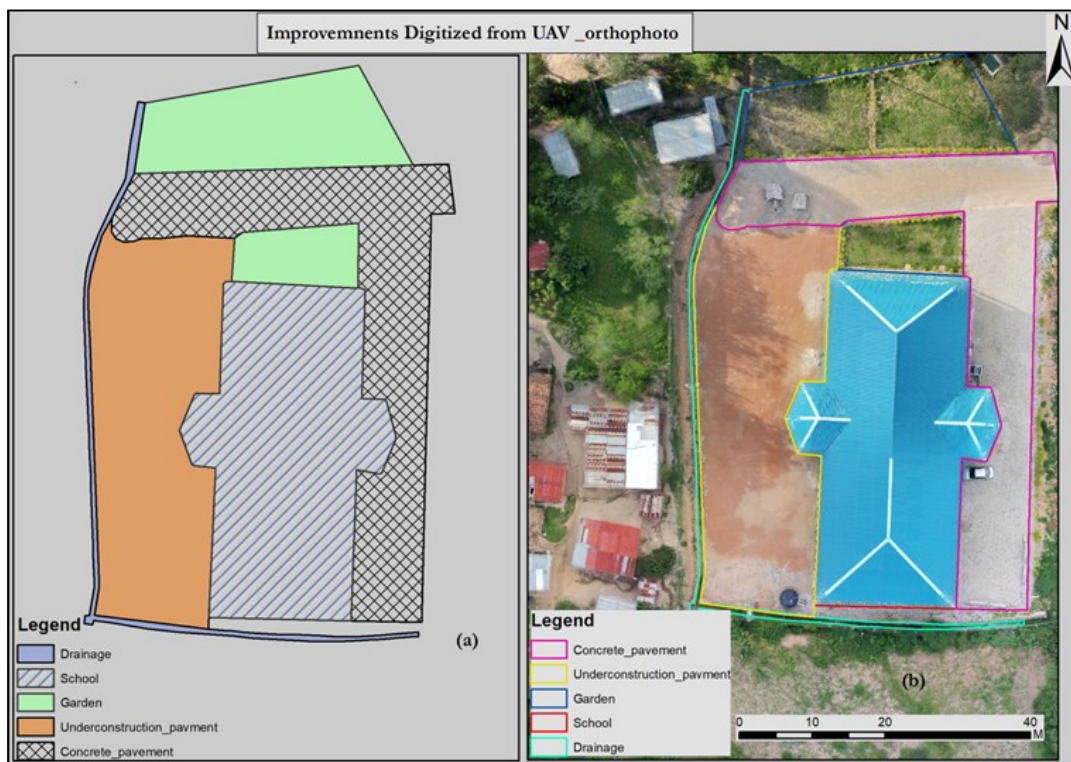 Improvemnents Digitized from UAV _orthophoto
N
Legend
Drainage
School
Garden
Underconstruction_pavment
Concrete_pavement
(a)
Legend
Concrete_pavement
Underconstruction_pavment
Garden
School
Drainage
(b)
0 10 20 40
M